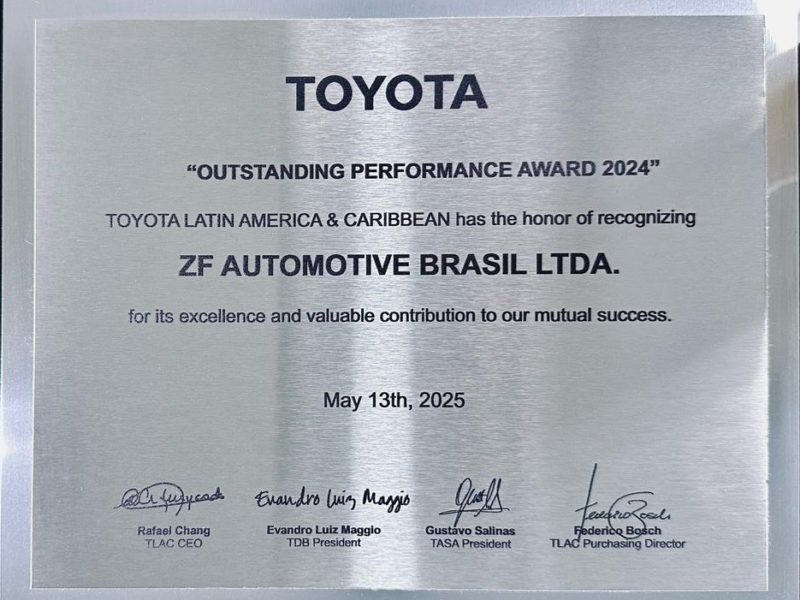 TOYOTA
“OUTSTANDING PERFORMANCE AWARD 2024”
TOYOTA LATIN AMERICA & CARIBBEAN has the honor of recognizing
ZF AUTOMOTIVE BRASIL LTDA.
for its excellence and valuable contribution to our mutual success.
May 13th, 2025
Evandro Luiz Maggio
Rafael Chang Evandro Luiz Maggio Gustavo Salinas Federico Bosch
TLAC CEO TDB President TASA President TLAC Purchasing Director